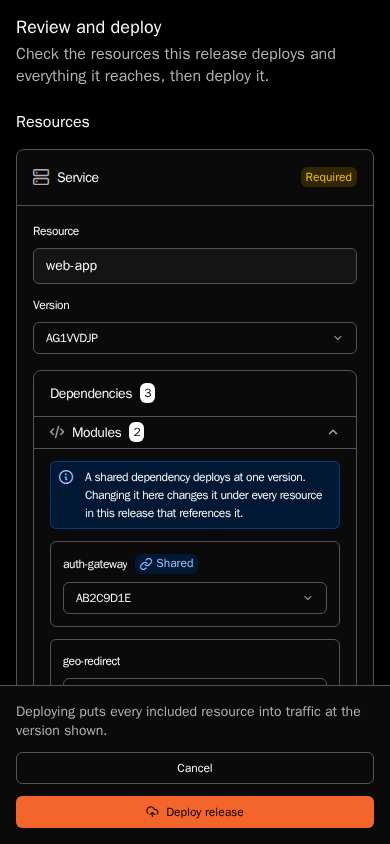 Review and deploy
Check the resources this release deploys and
everything it reaches, then deploy it.
Resources
Service
Required
Resource
web-app
Version
AG1VVDJP
Dependencies 3
Modules 2
A shared dependency deploys at one version.
Changing it here changes it under every resource
in this release that references it.
auth-gateway Shared
AB2C9D1E
geo-redirect
Deploying puts every included resource into traffic at the
version shown.
Cancel
Deploy release